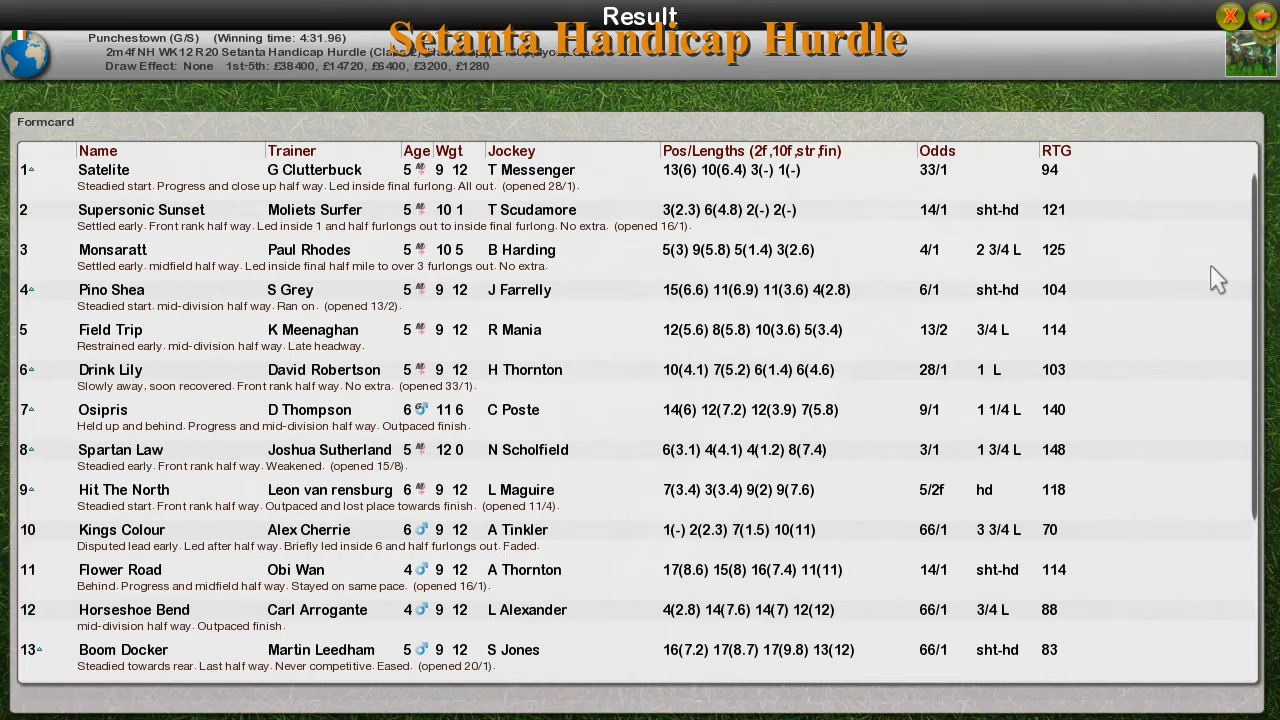 Result
Setanta Handicap Hurdle
Punchestown (G/S) (Winning time: 4:31.96)
2m4f NH WK12 R20 Setanta Handicap Hurdle
Draw Effect: None 1st-5th: £38400, £14720, £6400, £3200, £1280
Formcard
Name Trainer Age Wgt Jockey Pos/Lengths (2f,10f,str,fin) Odds RTG
1 Satelite G Clutterbuck 5 9 12 T Messenger 13(6) 10(6.4) 3(-) 1(-) 33/1 94
Steadied start. Progress and close up half way. Led inside final furlong. All out. (opened 28/1).
2 Supersonic Sunset Moliets Surfer 5 10 1 T Scudamore 3(2.3) 6(4.8) 2(-) 2(-) 14/1 sht-hd 121
Settled early. Front rank half way. Led inside 1 and half furlongs out to inside final furlong. No extra. (opened 16/1).
3 Monsaratt Paul Rhodes 5 10 5 B Harding 5(3) 9(5.8) 5(1.4) 3(2.6) 4/1 2 3/4 L 125
Settled early. midfield half way. Led inside final half mile to over 3 furlongs out. No extra.
4 Pino Shea S Grey 5 9 12 J Farrelly 15(6.6) 11(6.9) 11(3.6) 4(2.8) 6/1 sht-hd 104
Steadied start. mid-division half way. Ran on. (opened 13/2).
5 Field Trip K Meenaghan 5 9 12 R Mania 12(5.6) 8(5.8) 10(3.6) 5(3.4) 13/2 3/4 L 114
Restrained early. mid-division half way. Late headway.
6 Drink Lily David Robertson 5 9 12 H Thornton 10(4.1) 7(5.2) 6(1.4) 6(4.6) 28/1 1 L 103
Slowly away, soon recovered. Front rank half way. No extra. (opened 33/1).
7 Osipris D Thompson 6 11 6 C Poste 14(6) 12(7.2) 12(3.9) 7(5.8) 9/1 1 1/4 L 140
Held up and behind. Progress and mid-division half way. Outpaced finish.
8 Spartan Law Joshua Sutherland 5 12 0 N Scholfield 6(3.1) 4(4.1) 4(1.2) 8(7.4) 3/1 1 3/4 L 148
Steadied early. Front rank half way. Weakened. (opened 15/8).
9 Hit The North Leon van rensburg 6 9 12 L Maguire 7(3.4) 3(3.4) 9(2) 9(7.6) 5/2f hd 118
Steadied start. Front rank half way. Outpaced and lost place towards finish. (opened 11/4).
10 Kings Colour Alex Cherrie 6 9 12 A Tinkler 1(-) 2(2.3) 7(1.5) 10(11) 66/1 3 3/4 L 70
Disputed lead early. Led after half way. Briefly led inside 6 and half furlongs out. Faded.
11 Flower Road Obi Wan 4 9 12 A Thornton 17(8.6) 15(8) 16(7.4) 11(11) 14/1 sht-hd 114
Behind. Progress and midfield half way. Stayed on same pace. (opened 16/1).
12 Horseshoe Bend Carl Arrogante 4 9 12 L Alexander 4(2.8) 14(7.6) 14(7) 12(12) 66/1 3/4 L 88
mid-division half way. Outpaced finish.
13 Boom Docker Martin Leedham 5 9 12 S Jones 16(7.2) 17(8.7) 17(9.8) 13(12) 66/1 sht-hd 83
Steadied towards rear. Last half way. Never competitive. Eased. (opened 20/1).